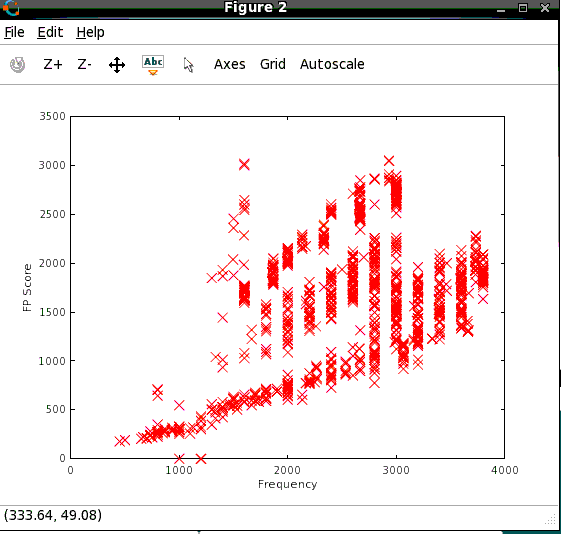 Figure 2
File Edit Help
Z+ Z- Abc Axes Grid Autoscale
3500
3000
2500
2000
1500
1000
500
0
FP Score
0 1000 2000 3000 4000
Frequency
(333.64, 49.08)